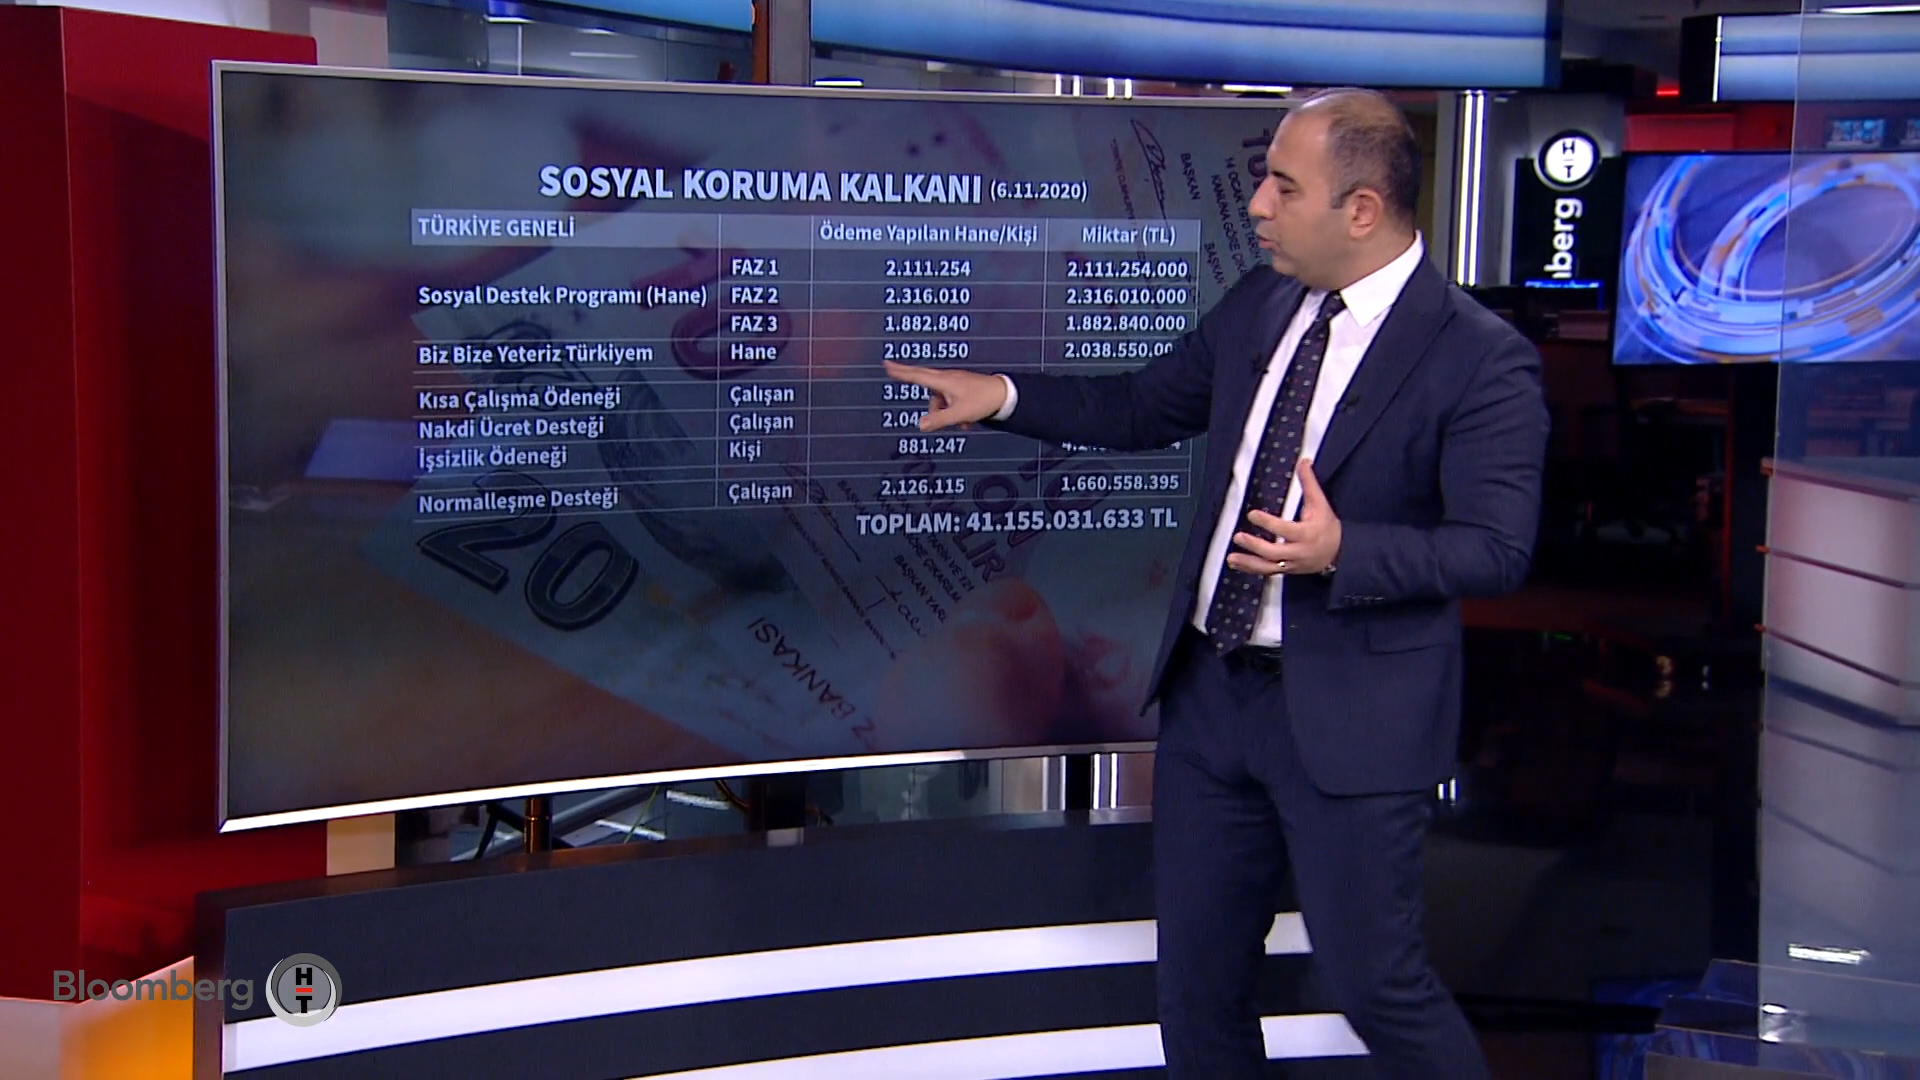 SOSYAL KORUMA KALKANI (6.11.2020)
TÜRKİYE GENELİ Ödeme Yapılan Hane/Kişi Miktar (TL)
FAZ 1 2.111.254 2.111.254.000
Sosyal Destek Programı (Hane) FAZ 2 2.316.010 2.316.010.000
FAZ 3 1.882.840 1.882.840.000
Biz Bize Yeteriz Türkiyem Hane 2.038.550
Kısa Çalışma Ödeneği Çalışan
Nakdi Ücret Desteği Çalışan
İşsizlik Ödeneği Kişi 881.247
Normalleşme Desteği Çalışan 2.126.115 1.660.558.395
TOPLAM: 41.155.031.633 TL
20
BANKASI
BAŞKAN
HT
Bloomberg HT